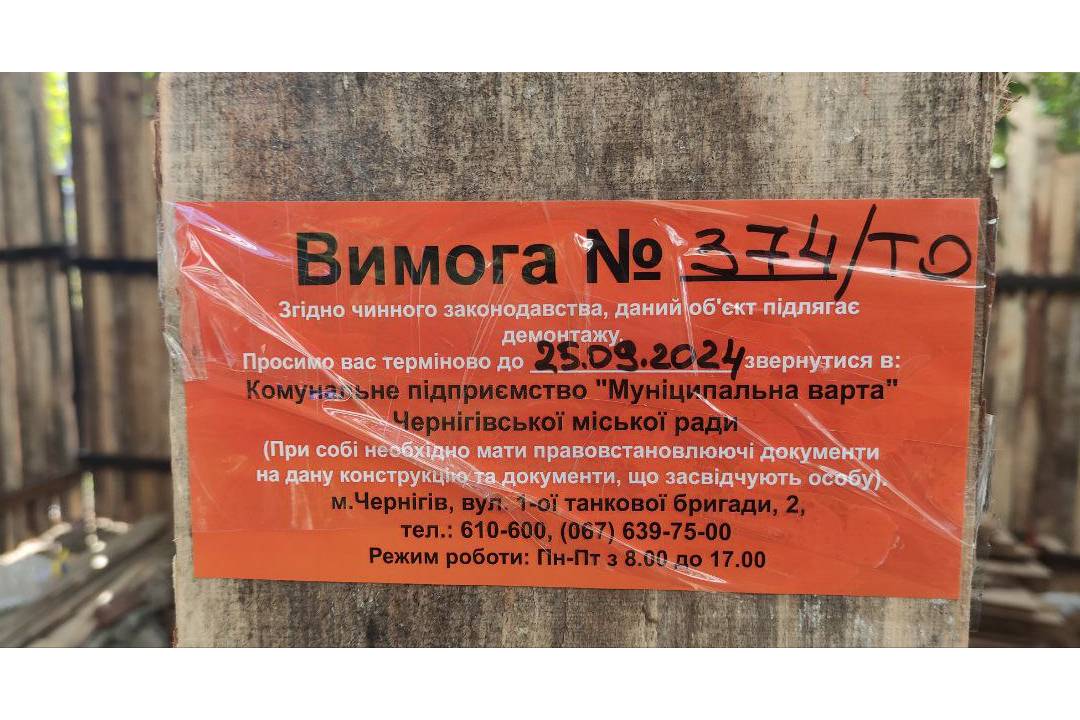 Вимога № 374/ТО
Згідно чинного законодавства, даний об'єкт підлягає
демонтажу.
Просимо вас терміново до 25.09.2024 звернутися в:
Комунальне підприємство "Муніципальна варта"
Чернігівської міської ради
(При собі необхідно мати правовстановлюючі документи
на дану конструкцію та документи, що засвідчують особу).
м.Чернігів, вул. 1-ої танкової бригади, 2,
тел.: 610-600, (067) 639-75-00
Режим роботи: Пн-Пт з 8.00 до 17.00